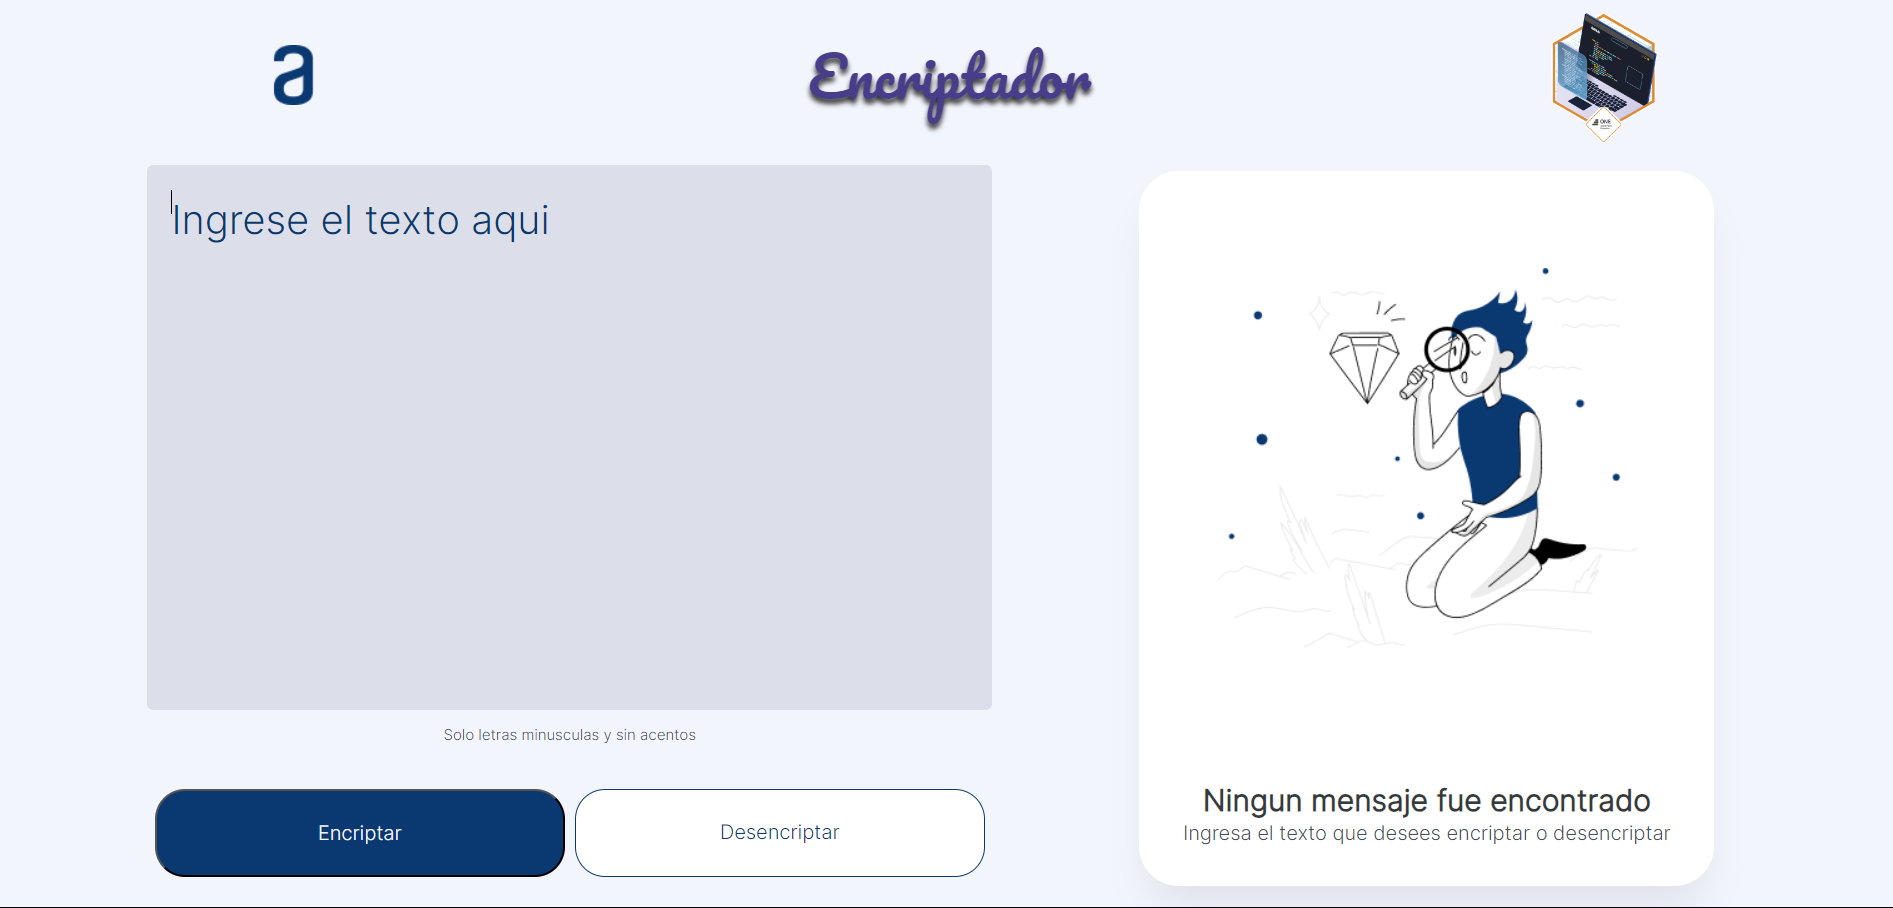 a
Encriptador
ONE
Ingrese el texto aqui
Solo letras minusculas y sin acentos
Encriptar
Desencriptar
Ningun mensaje fue encontrado
Ingresa el texto que desees encriptar o desencriptar